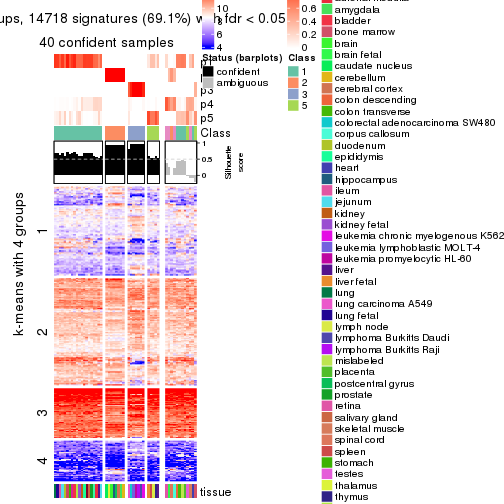 ups, 14718 signatures (69.1%) w h fdr < 0.05
40 confident samples
p3
p4
p5
Class
1
0.5
0
Silhouette
score
k-means with 4 groups
1
2
3
4
tissue
10
8
6
4
Status (barplots)
confident
ambiguous
0.6
0.4
0.2
0
Class
1
2
3
5
amygdala
bladder
bone marrow
brain
brain fetal
caudate nucleus
cerebellum
cerebral cortex
colon descending
colon transverse
colorectal adenocarcinoma SW480
corpus callosum
duodenum
epididymis
heart
hippocampus
ileum
jejunum
kidney
kidney fetal
leukemia chronic myelogenous K562
leukemia lymphoblastic MOLT-4
leukemia promyelocytic HL-60
liver
liver fetal
lung
lung carcinoma A549
lung fetal
lymph node
lymphoma Burkitts Daudi
lymphoma Burkitts Raji
mislabeled
placenta
postcentral gyrus
prostate
retina
salivary gland
skeletal muscle
spinal cord
spleen
stomach
testes
thalamus
thymus